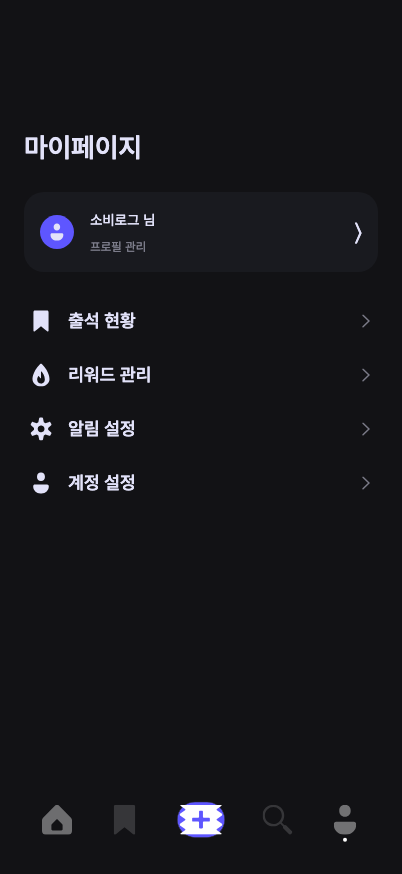 마이페이지
소비로그 님
프로필 관리
출석 현황
리워드 관리
알림 설정
계정 설정